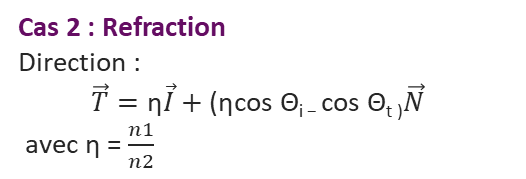 Cas 2 : Refraction
Direction :
T⃗ = ηI⃗ + (ηcos Θᵢ₋ cos Θₜ₎N⃗
avec η = n1/n2